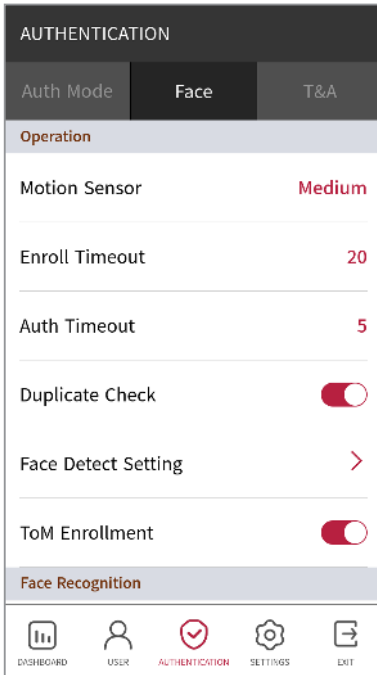 AUTHENTICATION
Auth Mode Face T&A
Operation
Motion Sensor Medium
Enroll Timeout 20
Auth Timeout 5
Duplicate Check
Face Detect Setting
ToM Enrollment
Face Recognition
DASHBOARD USER AUTHENTICATION SETTINGS EXIT